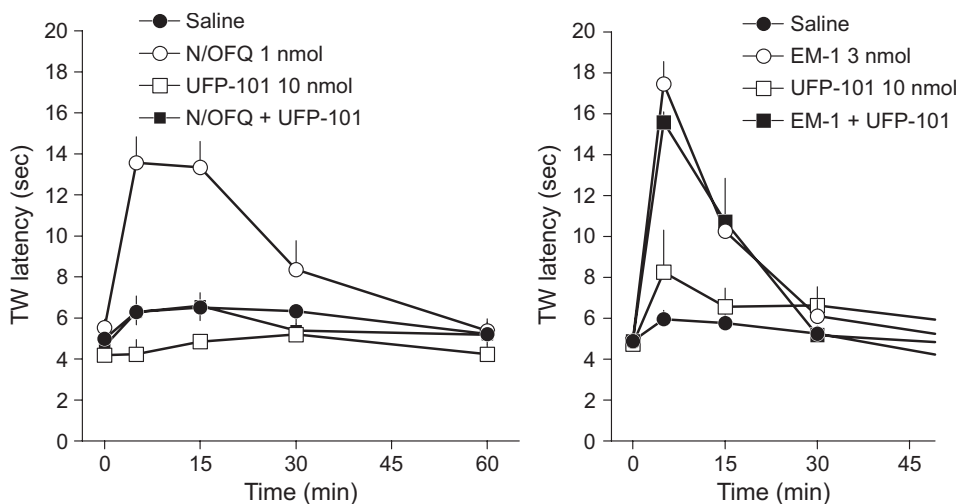 20
18
16
14
12
10
8
6
4
2
0
TW latency (sec)
Saline
N/OFQ 1 nmol
UFP-101 10 nmol
N/OFQ + UFP-101
0 15 30 45 60
Time (min)
20
18
16
14
12
10
8
6
4
2
0
TW latency (sec)
Saline
EM-1 3 nmol
UFP-101 10 nmol
EM-1 + UFP-101
0 15 30 45
Time (min)